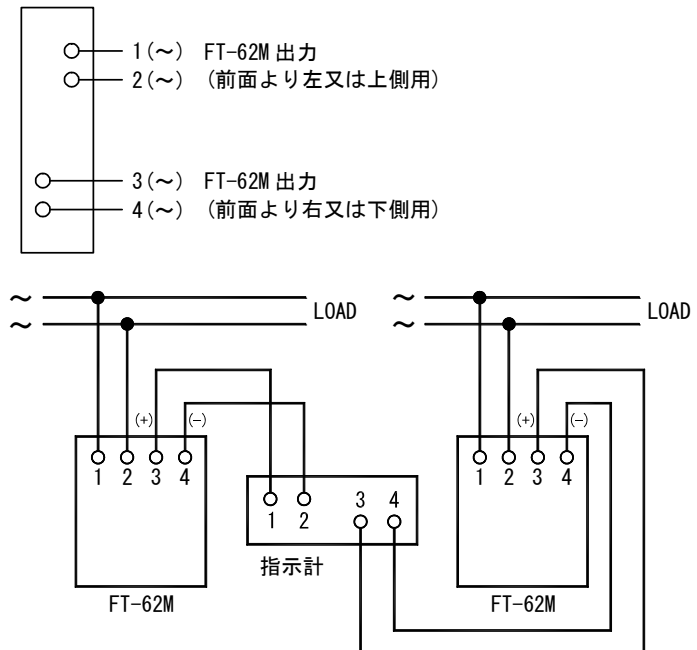 1(～) FT-62M 出力
2(～) (前面より左又は上側用)
3(～) FT-62M 出力
4(～) (前面より右又は下側用)
～ LOAD ～ LOAD
～ ～
(+) (-) (+) (-)
1 2 3 4 1 2 3 4
3 4
1 2
指示計
FT-62M FT-62M